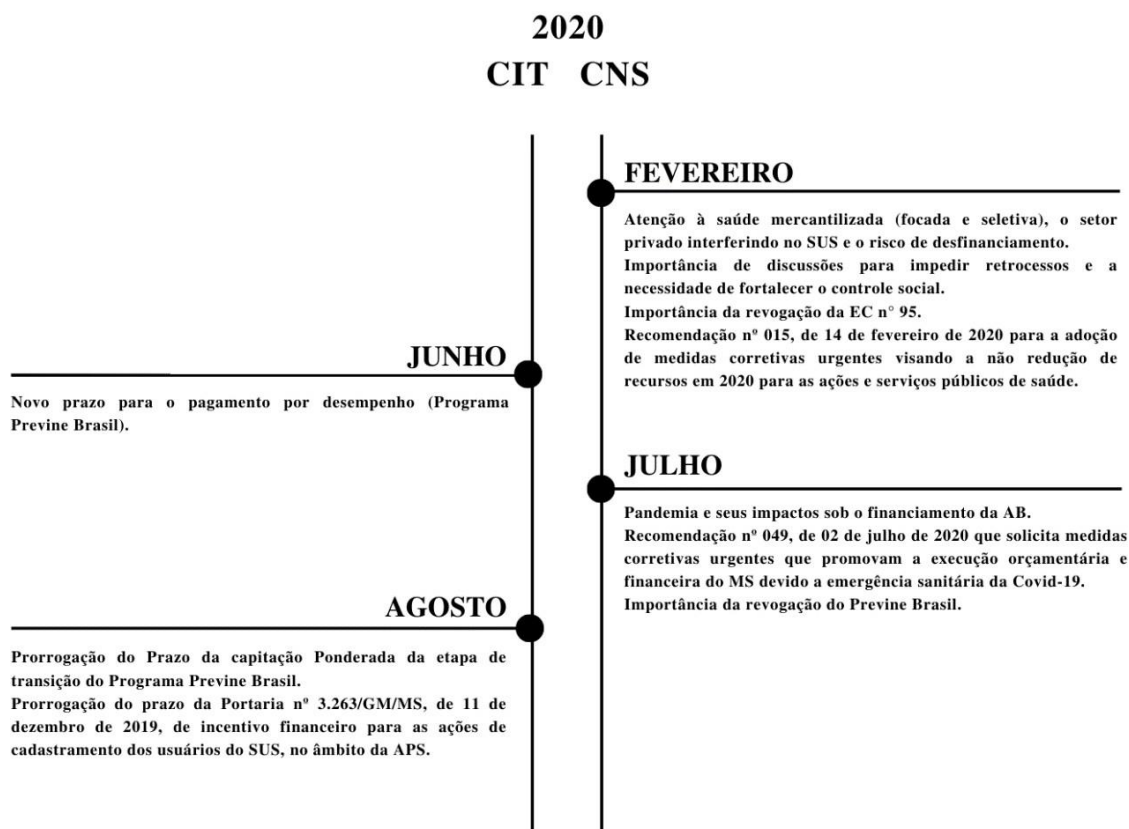 2020
CIT CNS
FEVEREIRO
Atenção à saúde mercantilizada (focada e seletiva), o setor
privado interferindo no SUS e o risco de desfinanciamento.
Importância de discussões para impedir retrocessos e a
necessidade de fortalecer o controle social.
Importância da revogação da EC n° 95.
Recomendação nº 015, de 14 de fevereiro de 2020 para a adoção
de medidas corretivas urgentes visando a não redução de
recursos em 2020 para as ações e serviços públicos de saúde.
JUNHO
Novo prazo para o pagamento por desempenho (Programa
Previne Brasil).
JULHO
Pandemia e seus impactos sob o financiamento da AB.
Recomendação nº 049, de 02 de julho de 2020 que solicita medidas
corretivas urgentes que promovam a execução orçamentária e
financeira do MS devido a emergência sanitária da Covid-19.
Importância da revogação do Previne Brasil.
AGOSTO
Prorrogação do Prazo da capitação Ponderada da etapa de
transição do Programa Previne Brasil.
Prorrogação do prazo da Portaria nº 3.263/GM/MS, de 11 de
dezembro de 2019, de incentivo financeiro para as ações de
cadastramento dos usuários do SUS, no âmbito da APS.